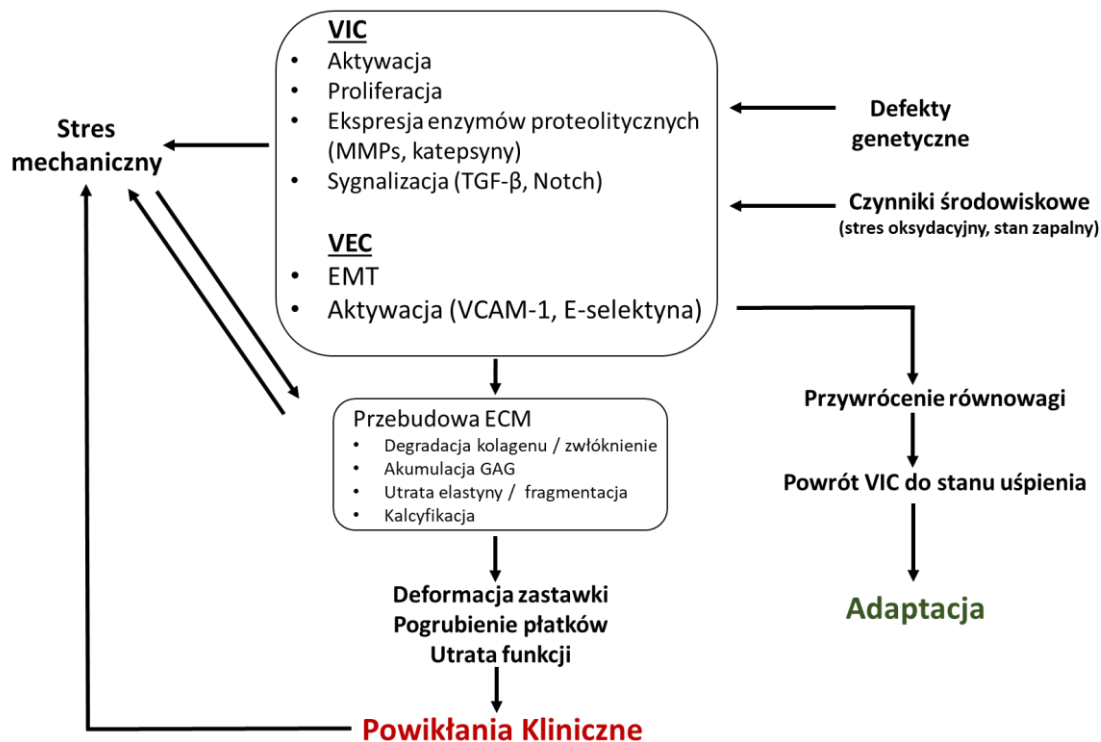 VIC
• Aktywacja
• Proliferacja
• Ekspresja enzymów proteolitycznych
(MMPs, katepsyny)
• Sygnalizacja (TGF-β, Notch)
VEC
• EMT
• Aktywacja (VCAM-1, E-selektyna)
Stres
mechaniczny
Defekty
genetyczne
Czynniki środowiskowe
(stres oksydacyjny, stan zapalny)
Przebudowa ECM
• Degradacja kolagenu / zwłóknienie
• Akumulacja GAG
• Utrata elastyny / fragmentacja
• Kalcyfikacja
Przywrócenie równowagi
Powrót VIC do stanu uśpienia
Adaptacja
Deformacja zastawki
Pogrubienie płatków
Utrata funkcji
Powikłania Kliniczne